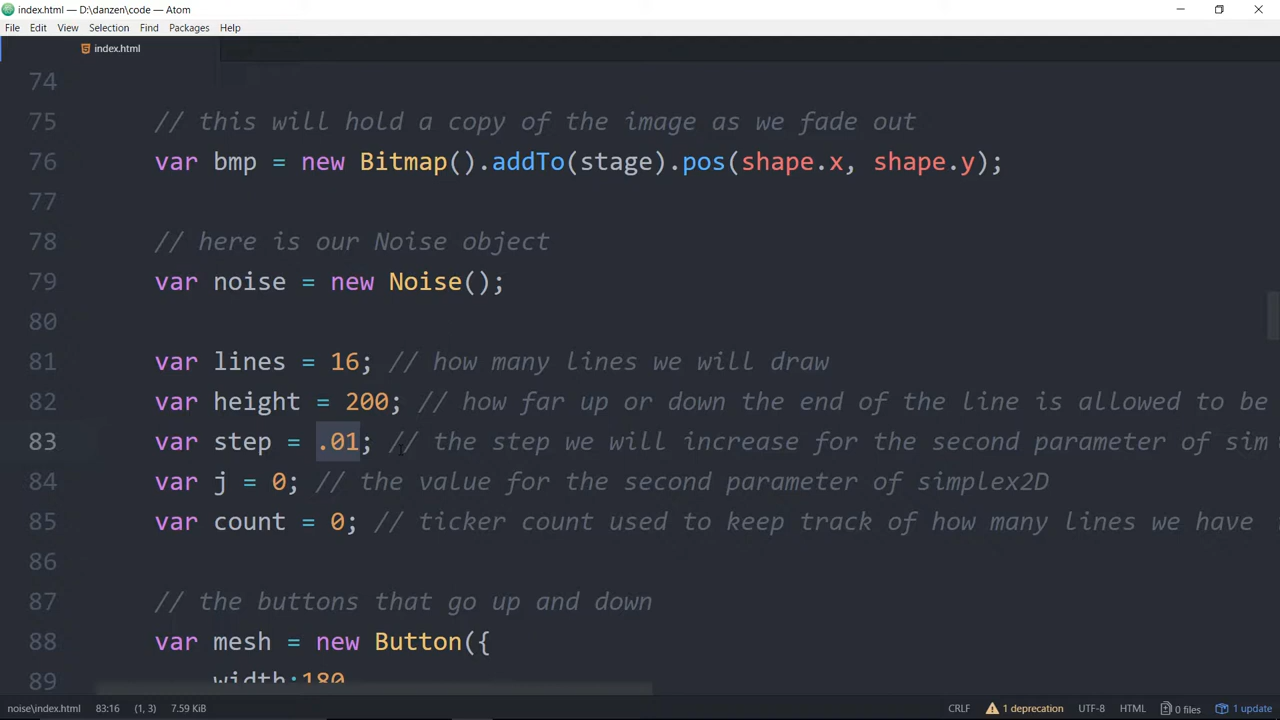 index.html — D:\danzen\code — Atom
File Edit View Selection Find Packages Help
index.html
74
75 // this will hold a copy of the image as we fade out
76 var bmp = new Bitmap().addTo(stage).pos(shape.x, shape.y);
77
78 // here is our Noise object
79 var noise = new Noise();
80
81 var lines = 16; // how many lines we will draw
82 var height = 200; // how far up or down the end of the line is allowed to be
83 var step = .01; // the step we will increase for the second parameter of sim
84 var j = 0; // the value for the second parameter of simplex2D
85 var count = 0; // ticker count used to keep track of how many lines we have
86
87 // the buttons that go up and down
88 var mesh = new Button({
89 width:180
noise\index.html 83:16 (1, 3) 7.59 KiB CRLF 1 deprecation UTF-8 HTML 0 files 1 update